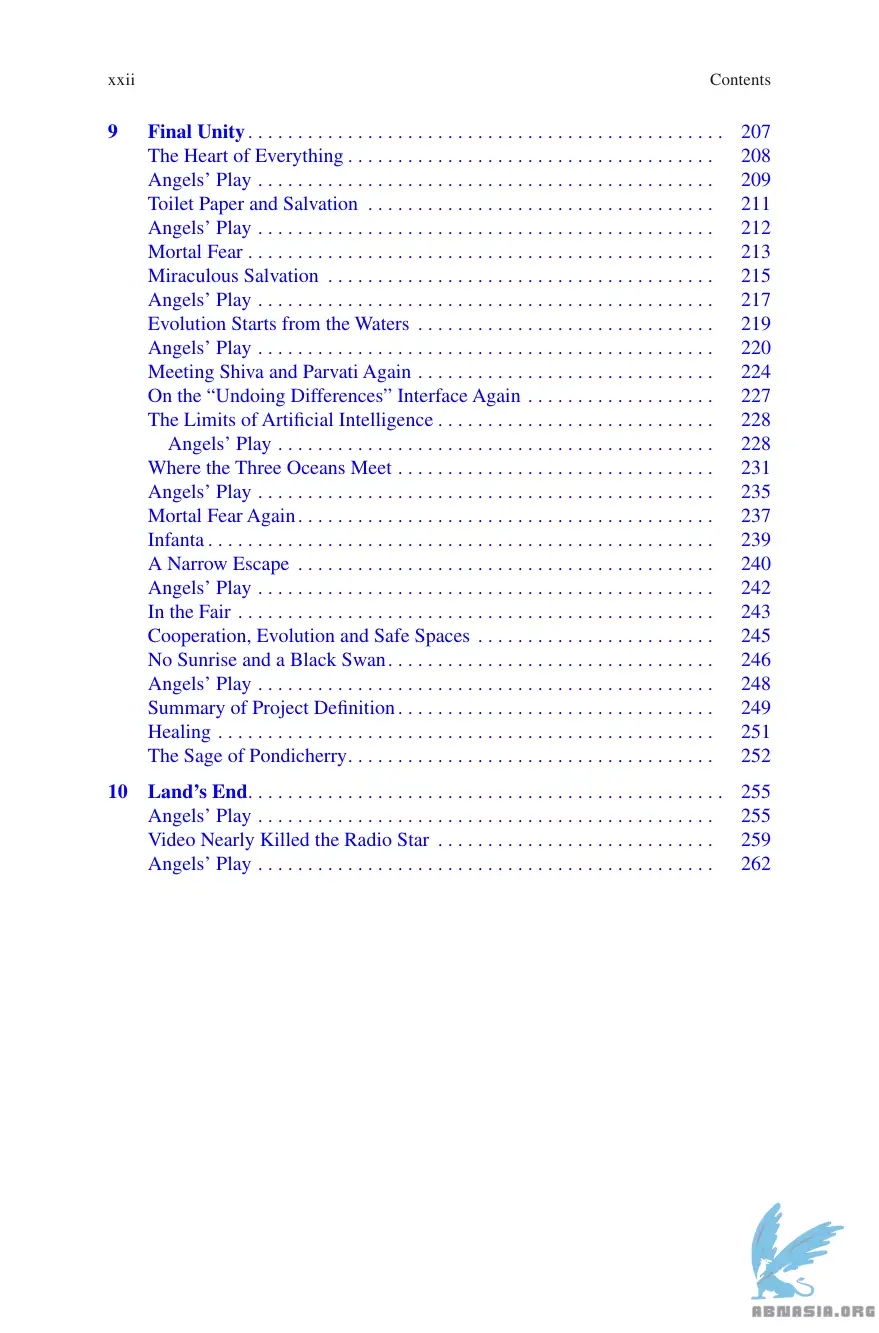 xxii Contents
9 Final Unity . . . . . . . . . . . . . . . . . . . . . . . . . . . . . . . . . . . . . . . . . . . . . . . . 207
The Heart of Everything . . . . . . . . . . . . . . . . . . . . . . . . . . . . . . . . . . . . . 208
Angels’ Play . . . . . . . . . . . . . . . . . . . . . . . . . . . . . . . . . . . . . . . . . . . . . . 209
Toilet Paper and Salvation . . . . . . . . . . . . . . . . . . . . . . . . . . . . . . . . . . . 211
Angels’ Play . . . . . . . . . . . . . . . . . . . . . . . . . . . . . . . . . . . . . . . . . . . . . . 212
Mortal Fear . . . . . . . . . . . . . . . . . . . . . . . . . . . . . . . . . . . . . . . . . . . . . . . 213
Miraculous Salvation . . . . . . . . . . . . . . . . . . . . . . . . . . . . . . . . . . . . . . . 215
Angels’ Play . . . . . . . . . . . . . . . . . . . . . . . . . . . . . . . . . . . . . . . . . . . . . . 217
Evolution Starts from the Waters . . . . . . . . . . . . . . . . . . . . . . . . . . . . . . 219
Angels’ Play . . . . . . . . . . . . . . . . . . . . . . . . . . . . . . . . . . . . . . . . . . . . . . 220
Meeting Shiva and Parvati Again . . . . . . . . . . . . . . . . . . . . . . . . . . . . . . 224
On the “Undoing Differences” Interface Again . . . . . . . . . . . . . . . . . . . 227
The Limits of Artificial Intelligence . . . . . . . . . . . . . . . . . . . . . . . . . . . . 228
Angels’ Play . . . . . . . . . . . . . . . . . . . . . . . . . . . . . . . . . . . . . . . . . . . . 228
Where the Three Oceans Meet . . . . . . . . . . . . . . . . . . . . . . . . . . . . . . . . 231
Angels’ Play . . . . . . . . . . . . . . . . . . . . . . . . . . . . . . . . . . . . . . . . . . . . . . 235
Mortal Fear Again . . . . . . . . . . . . . . . . . . . . . . . . . . . . . . . . . . . . . . . . . . 237
Infanta . . . . . . . . . . . . . . . . . . . . . . . . . . . . . . . . . . . . . . . . . . . . . . . . . . . 239
A Narrow Escape . . . . . . . . . . . . . . . . . . . . . . . . . . . . . . . . . . . . . . . . . . 240
Angels’ Play . . . . . . . . . . . . . . . . . . . . . . . . . . . . . . . . . . . . . . . . . . . . . . 242
In the Fair . . . . . . . . . . . . . . . . . . . . . . . . . . . . . . . . . . . . . . . . . . . . . . . . 243
Cooperation, Evolution and Safe Spaces . . . . . . . . . . . . . . . . . . . . . . . . 245
No Sunrise and a Black Swan . . . . . . . . . . . . . . . . . . . . . . . . . . . . . . . . . 246
Angels’ Play . . . . . . . . . . . . . . . . . . . . . . . . . . . . . . . . . . . . . . . . . . . . . . 248
Summary of Project Definition . . . . . . . . . . . . . . . . . . . . . . . . . . . . . . . . 249
Healing . . . . . . . . . . . . . . . . . . . . . . . . . . . . . . . . . . . . . . . . . . . . . . . . . . 251
The Sage of Pondicherry . . . . . . . . . . . . . . . . . . . . . . . . . . . . . . . . . . . . . 252
10 Land’s End . . . . . . . . . . . . . . . . . . . . . . . . . . . . . . . . . . . . . . . . . . . . . . . . 255
Angels’ Play . . . . . . . . . . . . . . . . . . . . . . . . . . . . . . . . . . . . . . . . . . . . . . 255
Video Nearly Killed the Radio Star . . . . . . . . . . . . . . . . . . . . . . . . . . . . 259
Angels’ Play . . . . . . . . . . . . . . . . . . . . . . . . . . . . . . . . . . . . . . . . . . . . . . 262
ABNASIA.ORG